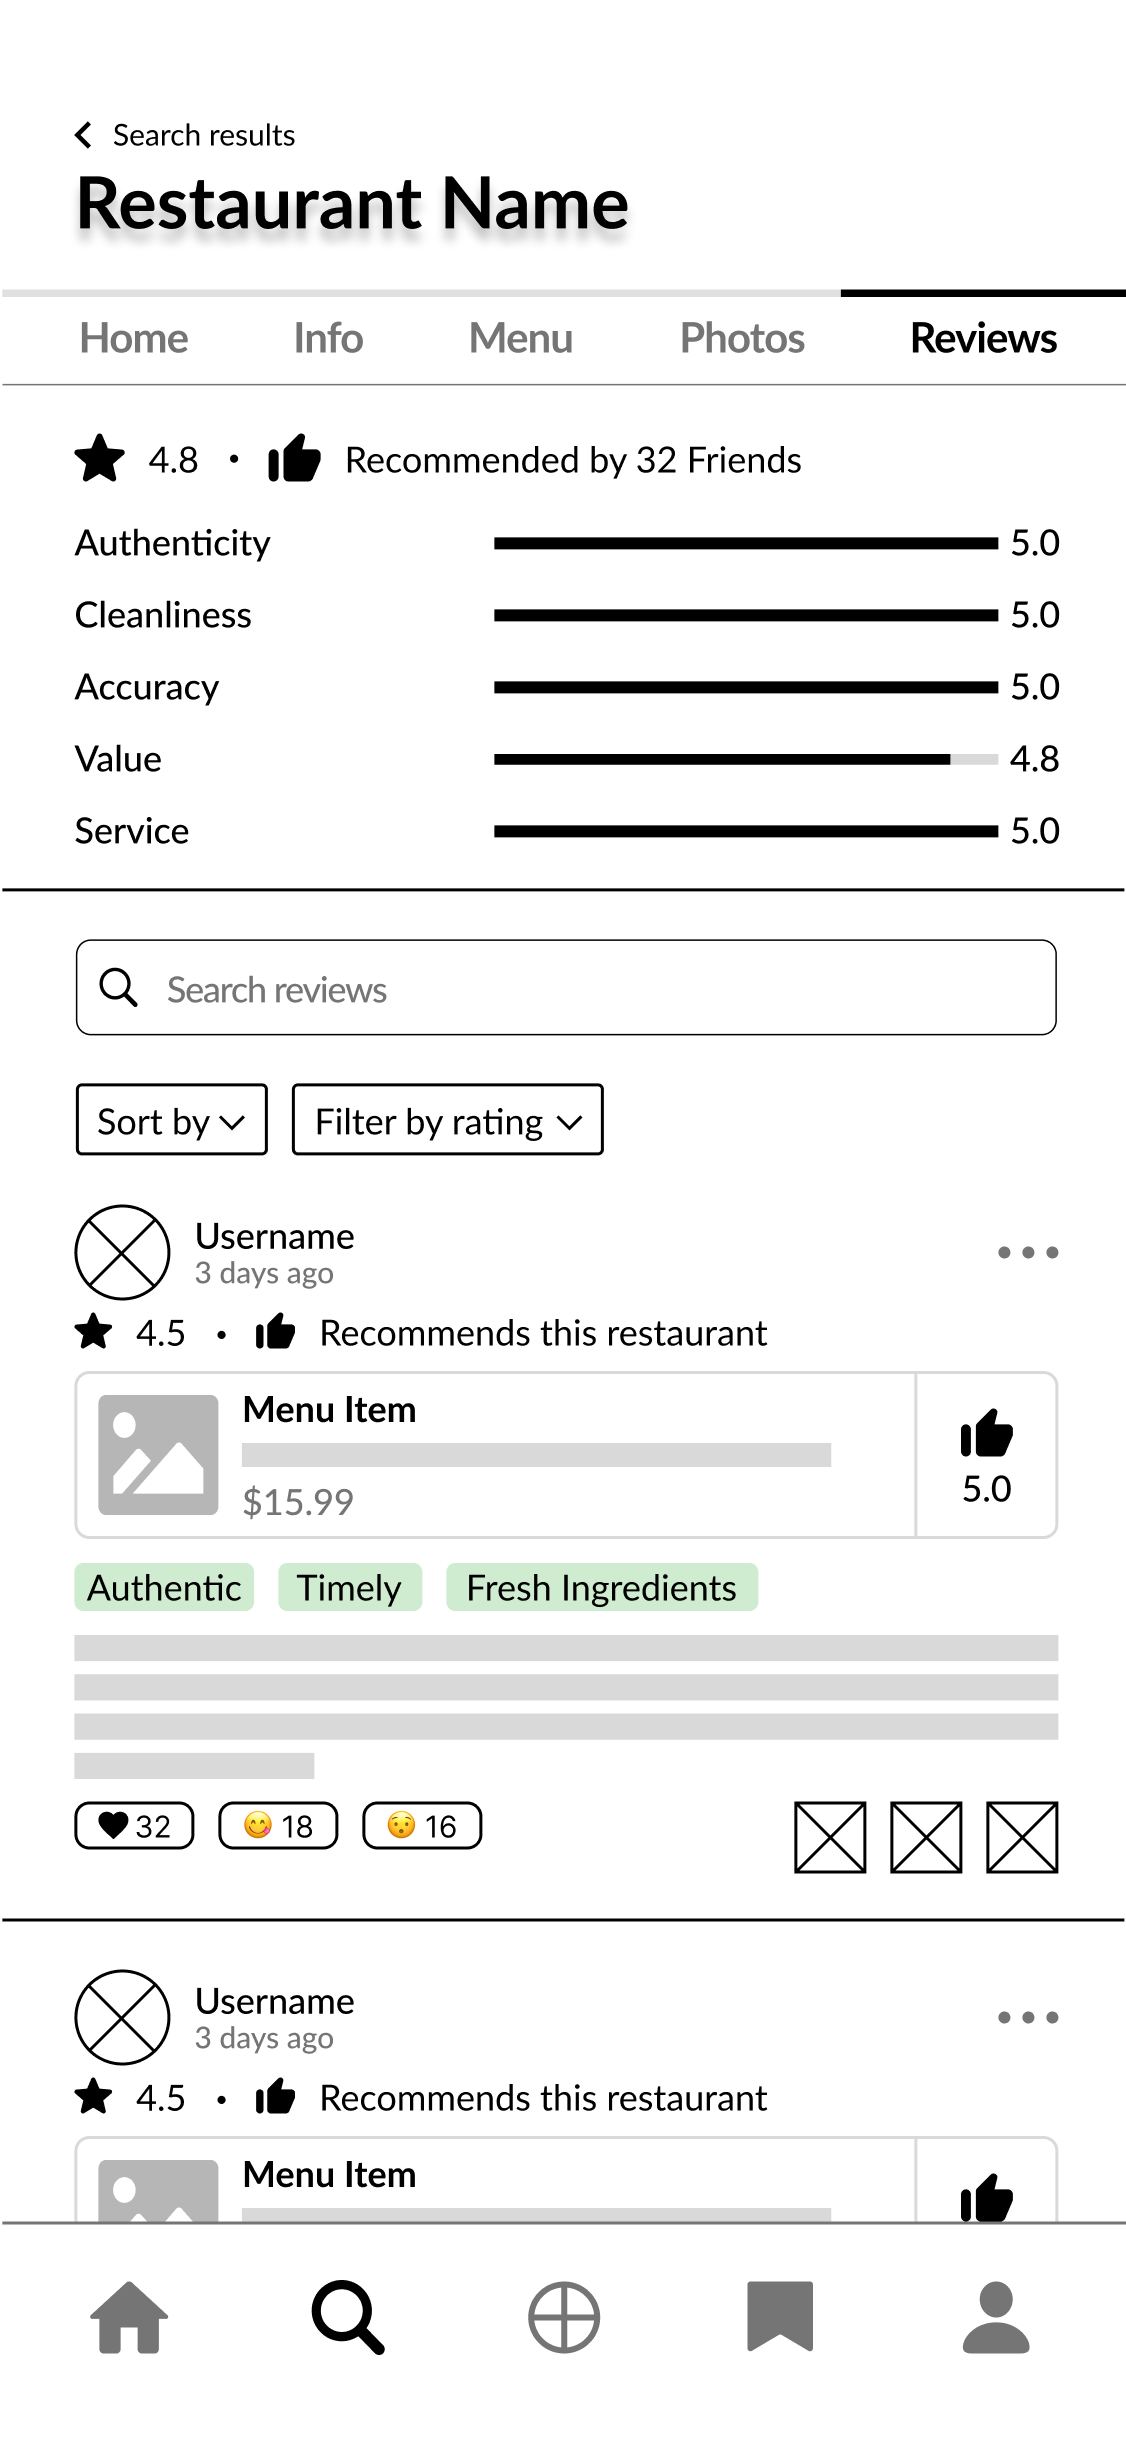 Search results
Restaurant Name
Home Info Menu Photos Reviews
4.8 • Recommended by 32 Friends
Authenticity 5.0
Cleanliness 5.0
Accuracy 5.0
Value 4.8
Service 5.0
Search reviews
Sort by Filter by rating
Username
3 days ago
4.5 • Recommends this restaurant
Menu Item
$15.99
5.0
Authentic Timely Fresh Ingredients
32 😋 18 😯 16
Username
3 days ago
4.5 • Recommends this restaurant
Menu Item